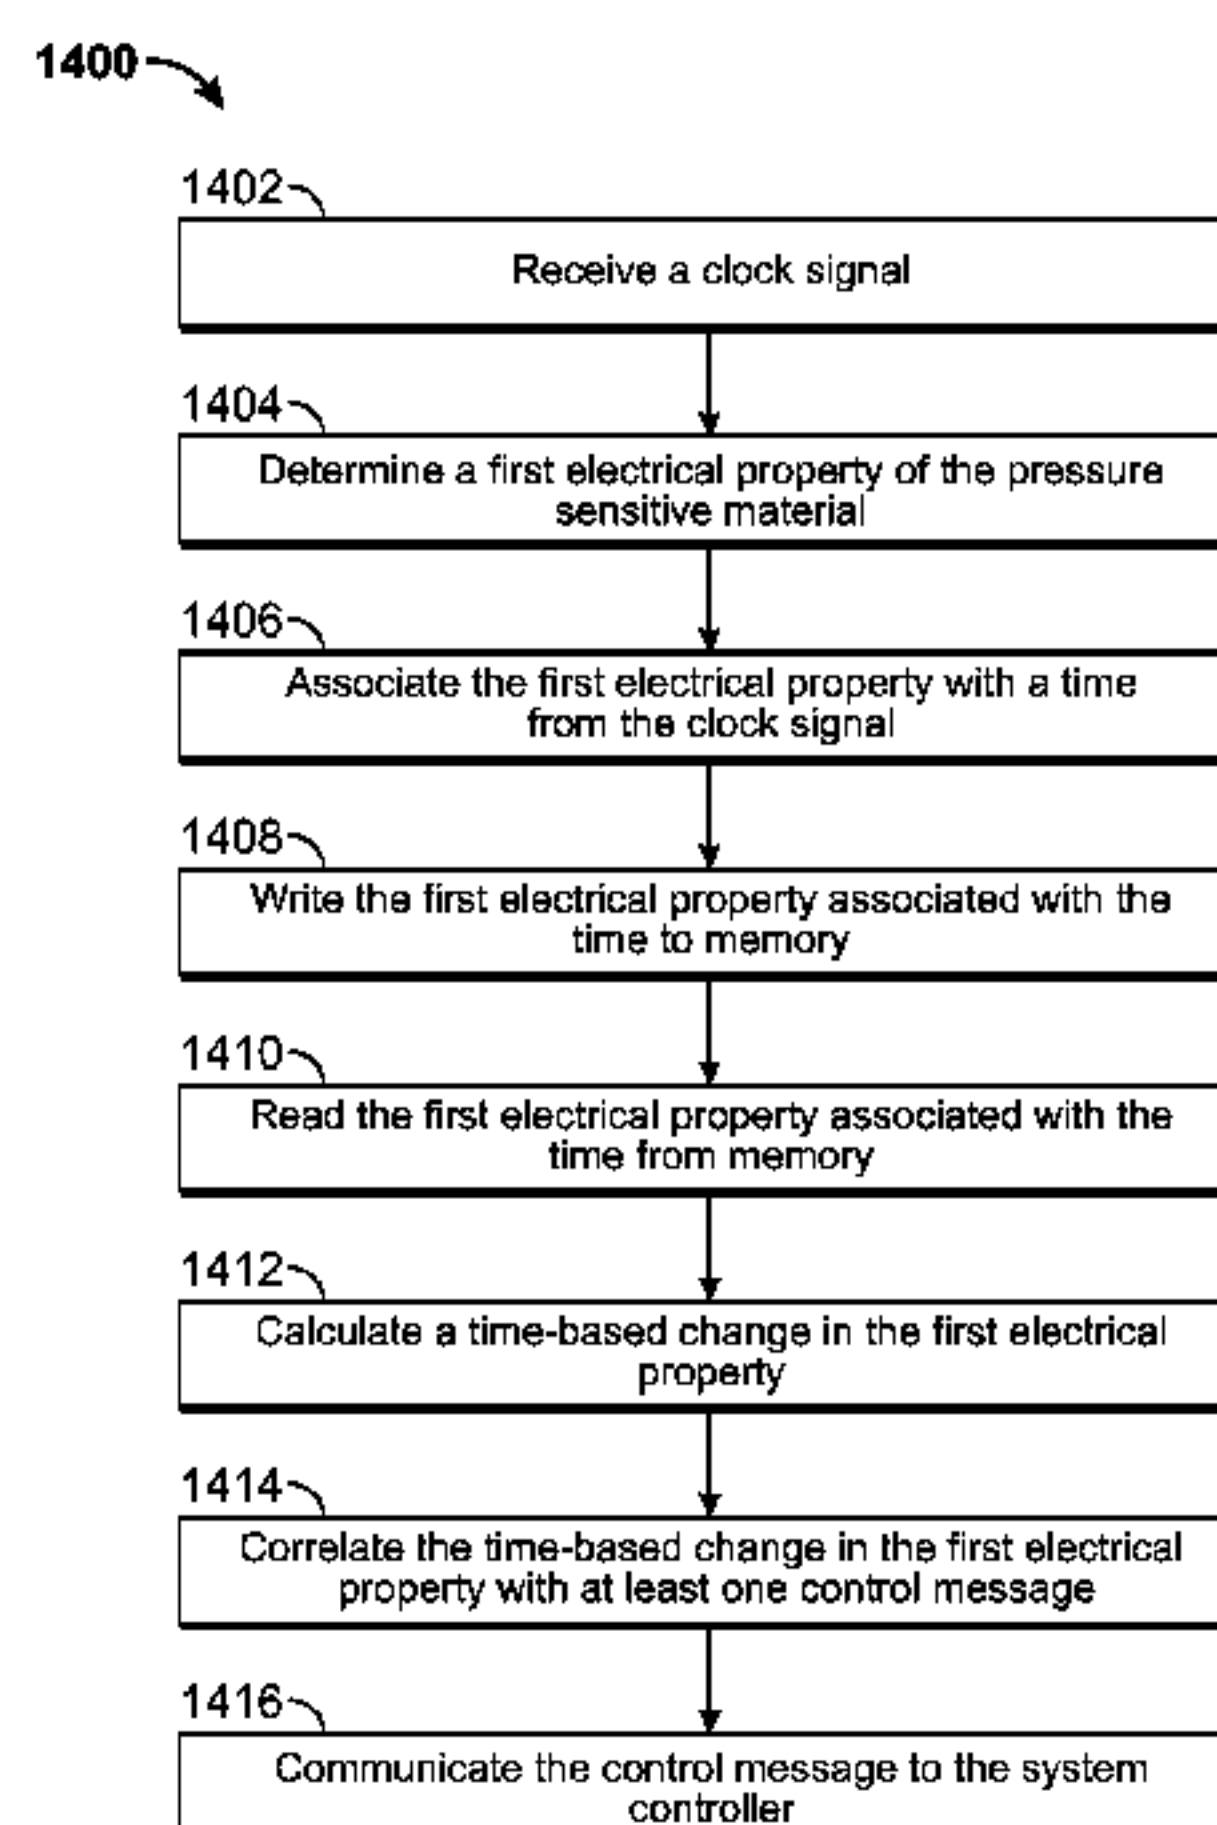 1400
1402
Receive a clock signal
1404
Determine a first electrical property of the pressure
sensitive material
1406
Associate the first electrical property with a time
from the clock signal
1408
Write the first electrical property associated with the
time to memory
1410
Read the first electrical property associated with the
time from memory
1412
Calculate a time-based change in the first electrical
property
1414
Correlate the time-based change in the first electrical
property with at least one control message
1416
Communicate the control message to the system
controller